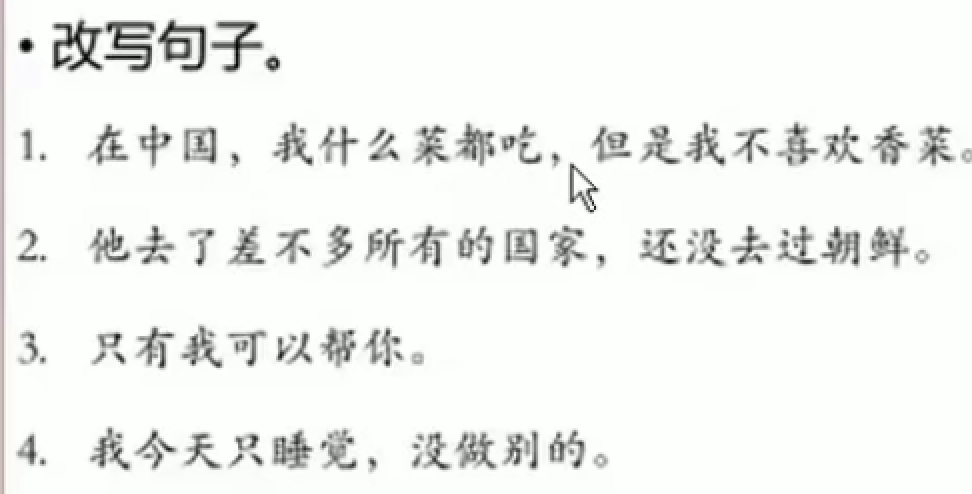 • 改写句子。
1. 在中国，我什么菜都吃，但是我不喜欢香菜。
2. 他去了差不多所有的国家，还没去过朝鲜。
3. 只有我可以帮你。
4. 我今天只睡觉，没做别的。